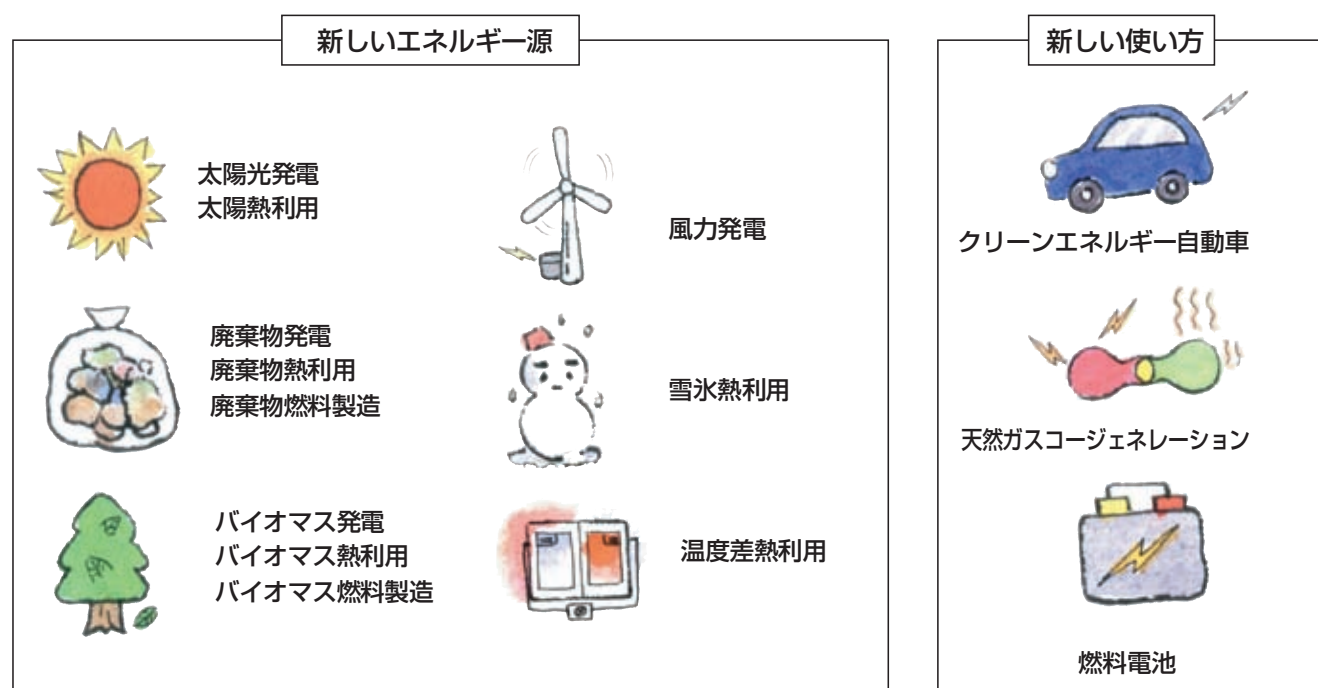 新しいエネルギー源
太陽光発電
太陽熱利用
風力発電
廃棄物発電
廃棄物熱利用
廃棄物燃料製造
雪氷熱利用
バイオマス発電
バイオマス熱利用
バイオマス燃料製造
温度差熱利用
新しい使い方
クリーンエネルギー自動車
天然ガスコージェネレーション
燃料電池